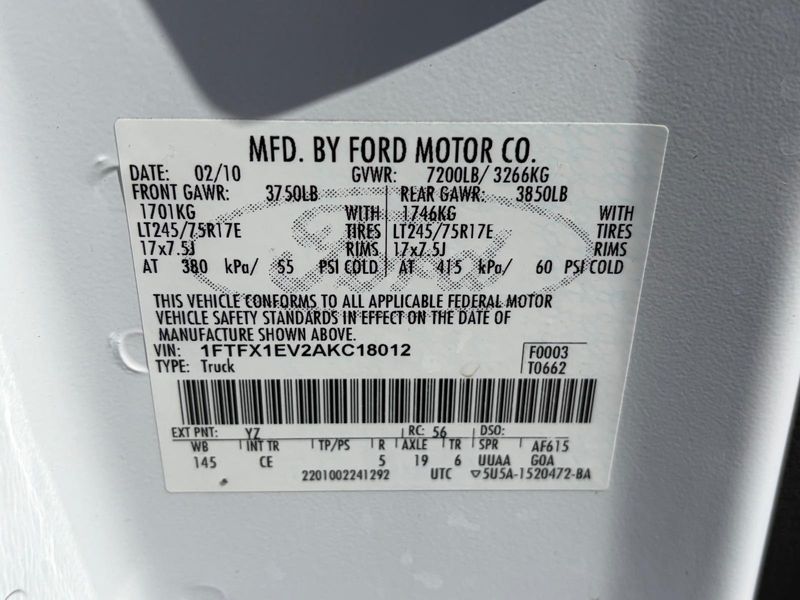 MFD. BY FORD MOTOR CO.
DATE: 02/10 GVWR: 7200LB/ 3266KG
FRONT GAWR: 3750LB REAR GAWR: 3850LB
1701KG WITH 1746KG WITH
LT245/75R17E TIRES LT245/75R17E TIRES
17x7.5J RIMS 17x7.5J RIMS
AT 380 kPa/ 55 PSI COLD AT 415 kPa/ 60 PSI COLD
Ford
THIS VEHICLE CONFORMS TO ALL APPLICABLE FEDERAL MOTOR
VEHICLE SAFETY STANDARDS IN EFFECT ON THE DATE OF
MANUFACTURE SHOWN ABOVE.
VIN: 1FTFX1EV2AKC18012 F0003
TYPE: Truck T0662
EXT PNT: YZ RC: 56 DSO:
WB INT TR TP/PS R AXLE TR SPR AF615
145 CE 5 19 6 UUAA GOA
2201002241292 UTC ▽5U5A-1520472-BA